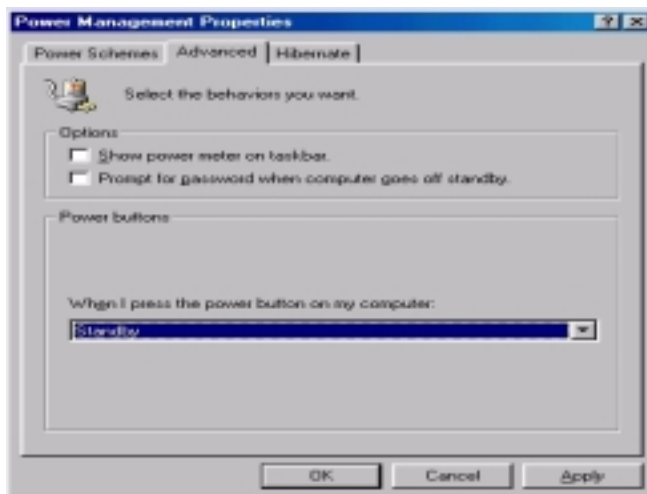 Power Management Properties
Power Schemes Advanced Hibernate
Select the behaviors you want.
Options
Show power meter on taskbar.
Prompt for password when computer goes off standby.
Power buttons
When I press the power button on my computer:
Standby
OK Cancel Apply